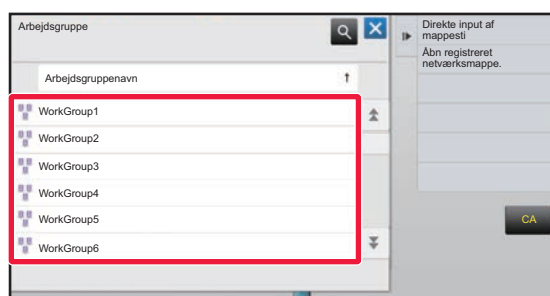 Arbejdsgruppe
Arbejdsgruppenavn
WorkGroup1
WorkGroup2
WorkGroup3
WorkGroup4
WorkGroup5
WorkGroup6
Direkte input af
mappesti
Åbn registreret
netværksmappe.
CA